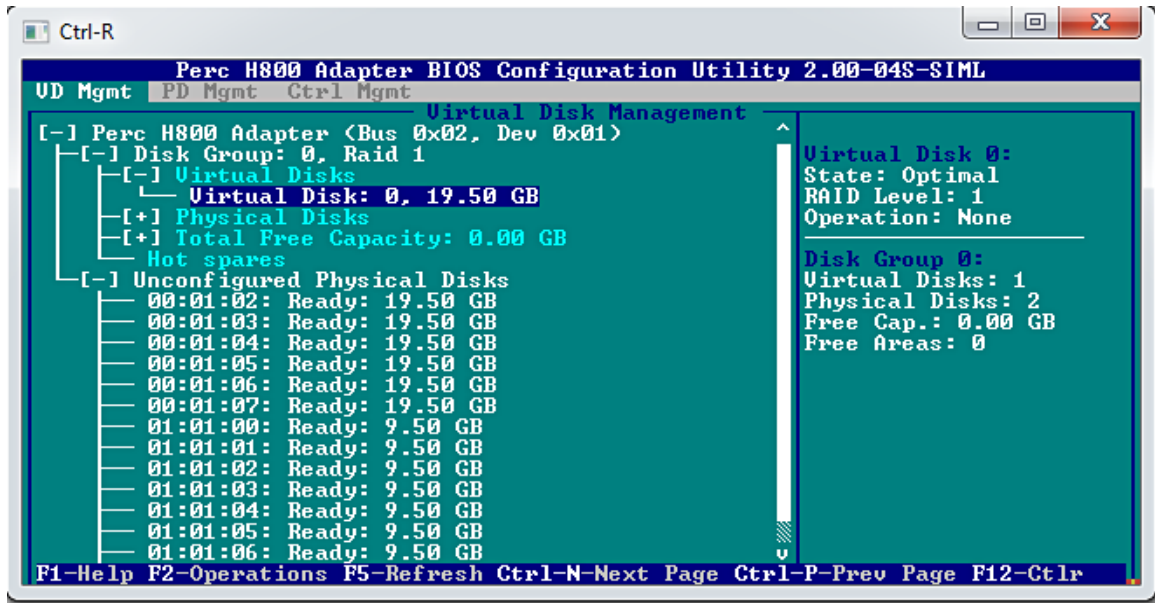 Ctrl-R
Perc H800 Adapter BIOS Configuration Utility 2.00-04S-SIML
VD Mgmt PD Mgmt Ctrl Mgmt
Virtual Disk Management
[-] Perc H800 Adapter (Bus 0x02, Dev 0x01)
[-] Disk Group: 0, Raid 1
[-] Virtual Disks
Virtual Disk: 0, 19.50 GB
[+] Physical Disks
[+] Total Free Capacity: 0.00 GB
Hot spares
[-] Unconfigured Physical Disks
00:01:02: Ready: 19.50 GB
00:01:03: Ready: 19.50 GB
00:01:04: Ready: 19.50 GB
00:01:05: Ready: 19.50 GB
00:01:06: Ready: 19.50 GB
00:01:07: Ready: 19.50 GB
01:01:00: Ready: 9.50 GB
01:01:01: Ready: 9.50 GB
01:01:02: Ready: 9.50 GB
01:01:03: Ready: 9.50 GB
01:01:04: Ready: 9.50 GB
01:01:05: Ready: 9.50 GB
01:01:06: Ready: 9.50 GB
Virtual Disk 0:
State: Optimal
RAID Level: 1
Operation: None
Disk Group 0:
Virtual Disks: 1
Physical Disks: 2
Free Cap.: 0.00 GB
Free Areas: 0
F1-Help F2-Operations F5-Refresh Ctrl-N-Next Page Ctrl-P-Prev Page F12-Ctlr